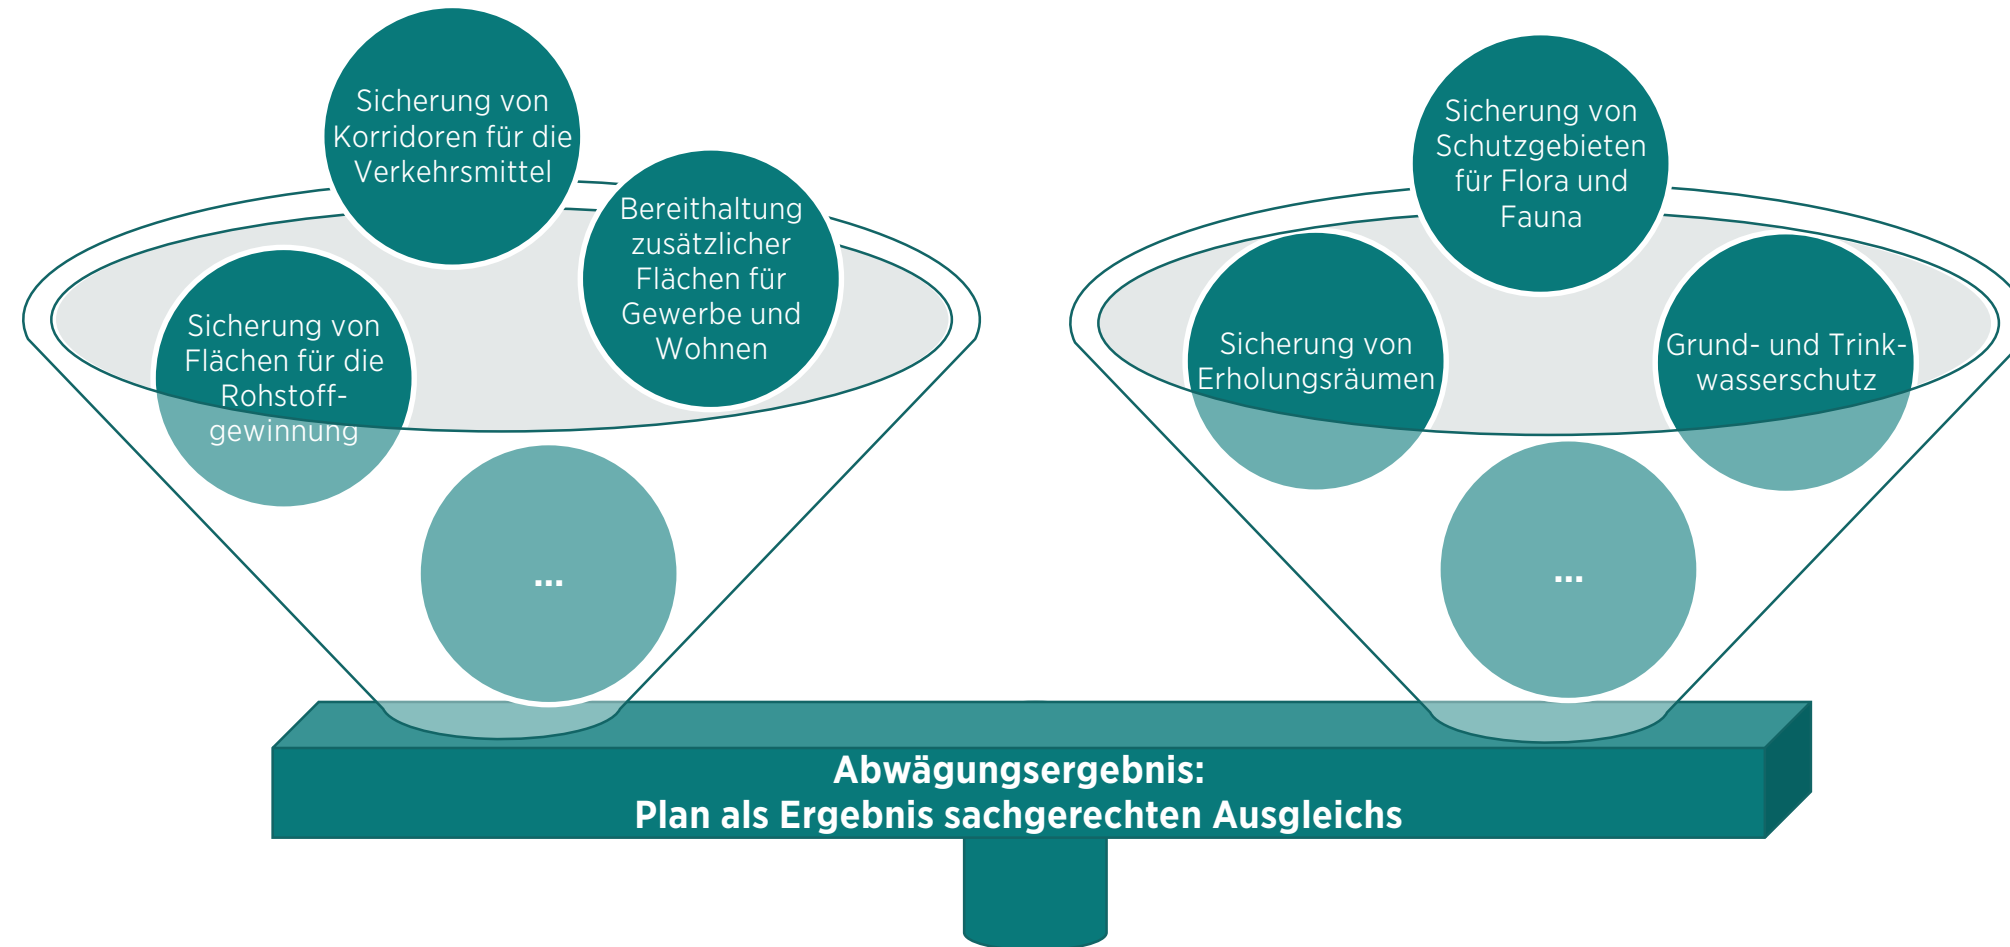 Sicherung von
Korridoren für die
Verkehrsmittel
Bereithaltung
zusätzlicher
Flächen für
Gewerbe und
Wohnen
Sicherung von
Flächen für die
Rohstoff-
gewinnung
...
Sicherung von
Schutzgebieten
für Flora und
Fauna
Sicherung von
Erholungsräumen
Grund- und Trink-
wasserschutz
...
Abwägungsergebnis:
Plan als Ergebnis sachgerechten Ausgleichs